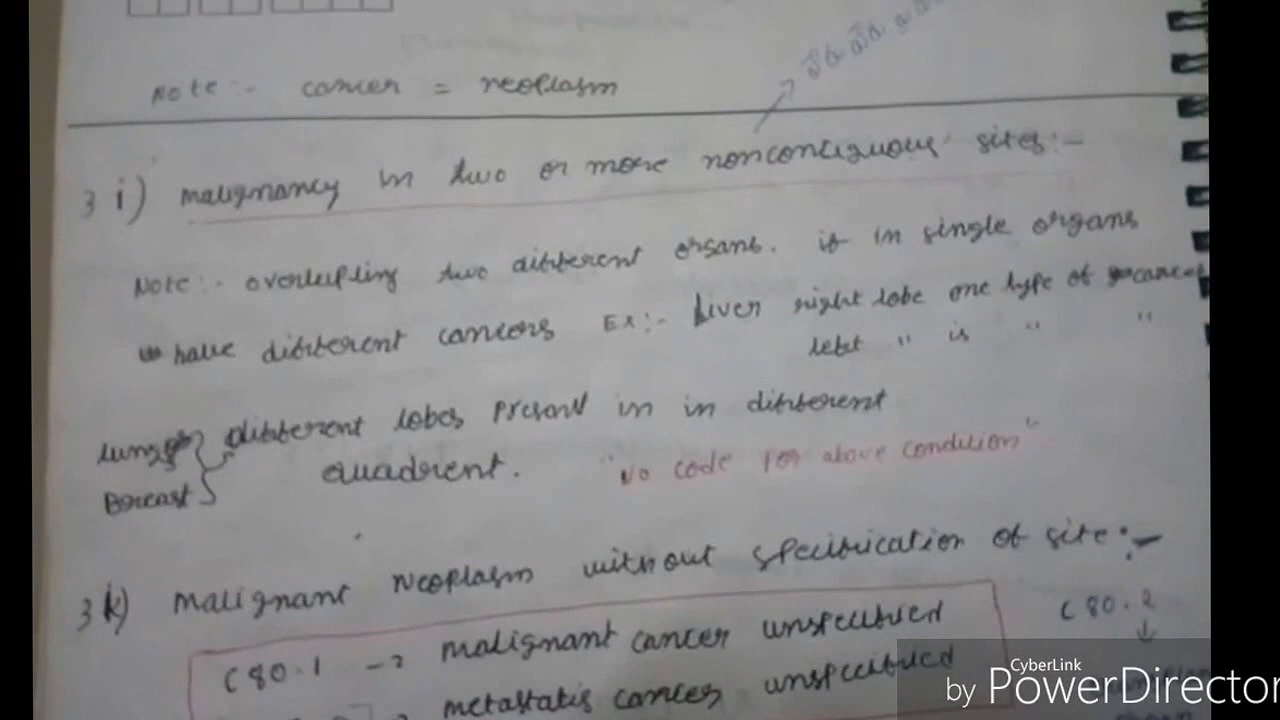 Note :- cancer = neoplasm
3 i) malignancy in two or more noncontiguous sites:-
Note:- overlapping two different organs. if in single organs
have different cancers Ex:- Liver right lobe one type of cancer
left " is " "
Lungs
Breast
different lobes present in in different
quadrent.
"No code for above condition"
3 k) malignant Neoplasm without specification of site:-
C80.1 -> malignant cancer unspecified
C80.2
metastatis cancer unspecified
CyberLink
by PowerDirector